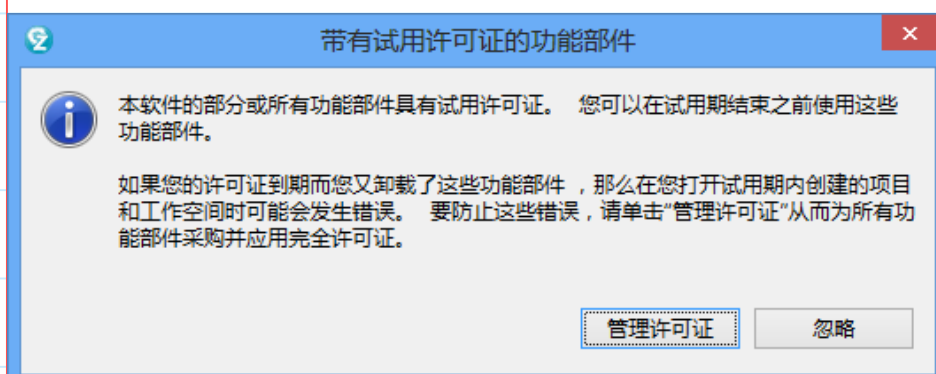 带有试用许可证的功能部件
本软件的部分或所有功能部件具有试用许可证。 您可以在试用期结束之前使用这些
功能部件。
如果您的许可证到期而您又卸载了这些功能部件 ，那么在您打开试用期内创建的项目
和工作空间时可能会发生错误。 要防止这些错误，请单击“管理许可证”从而为所有功
能部件采购并应用完全许可证。
管理许可证
忽略